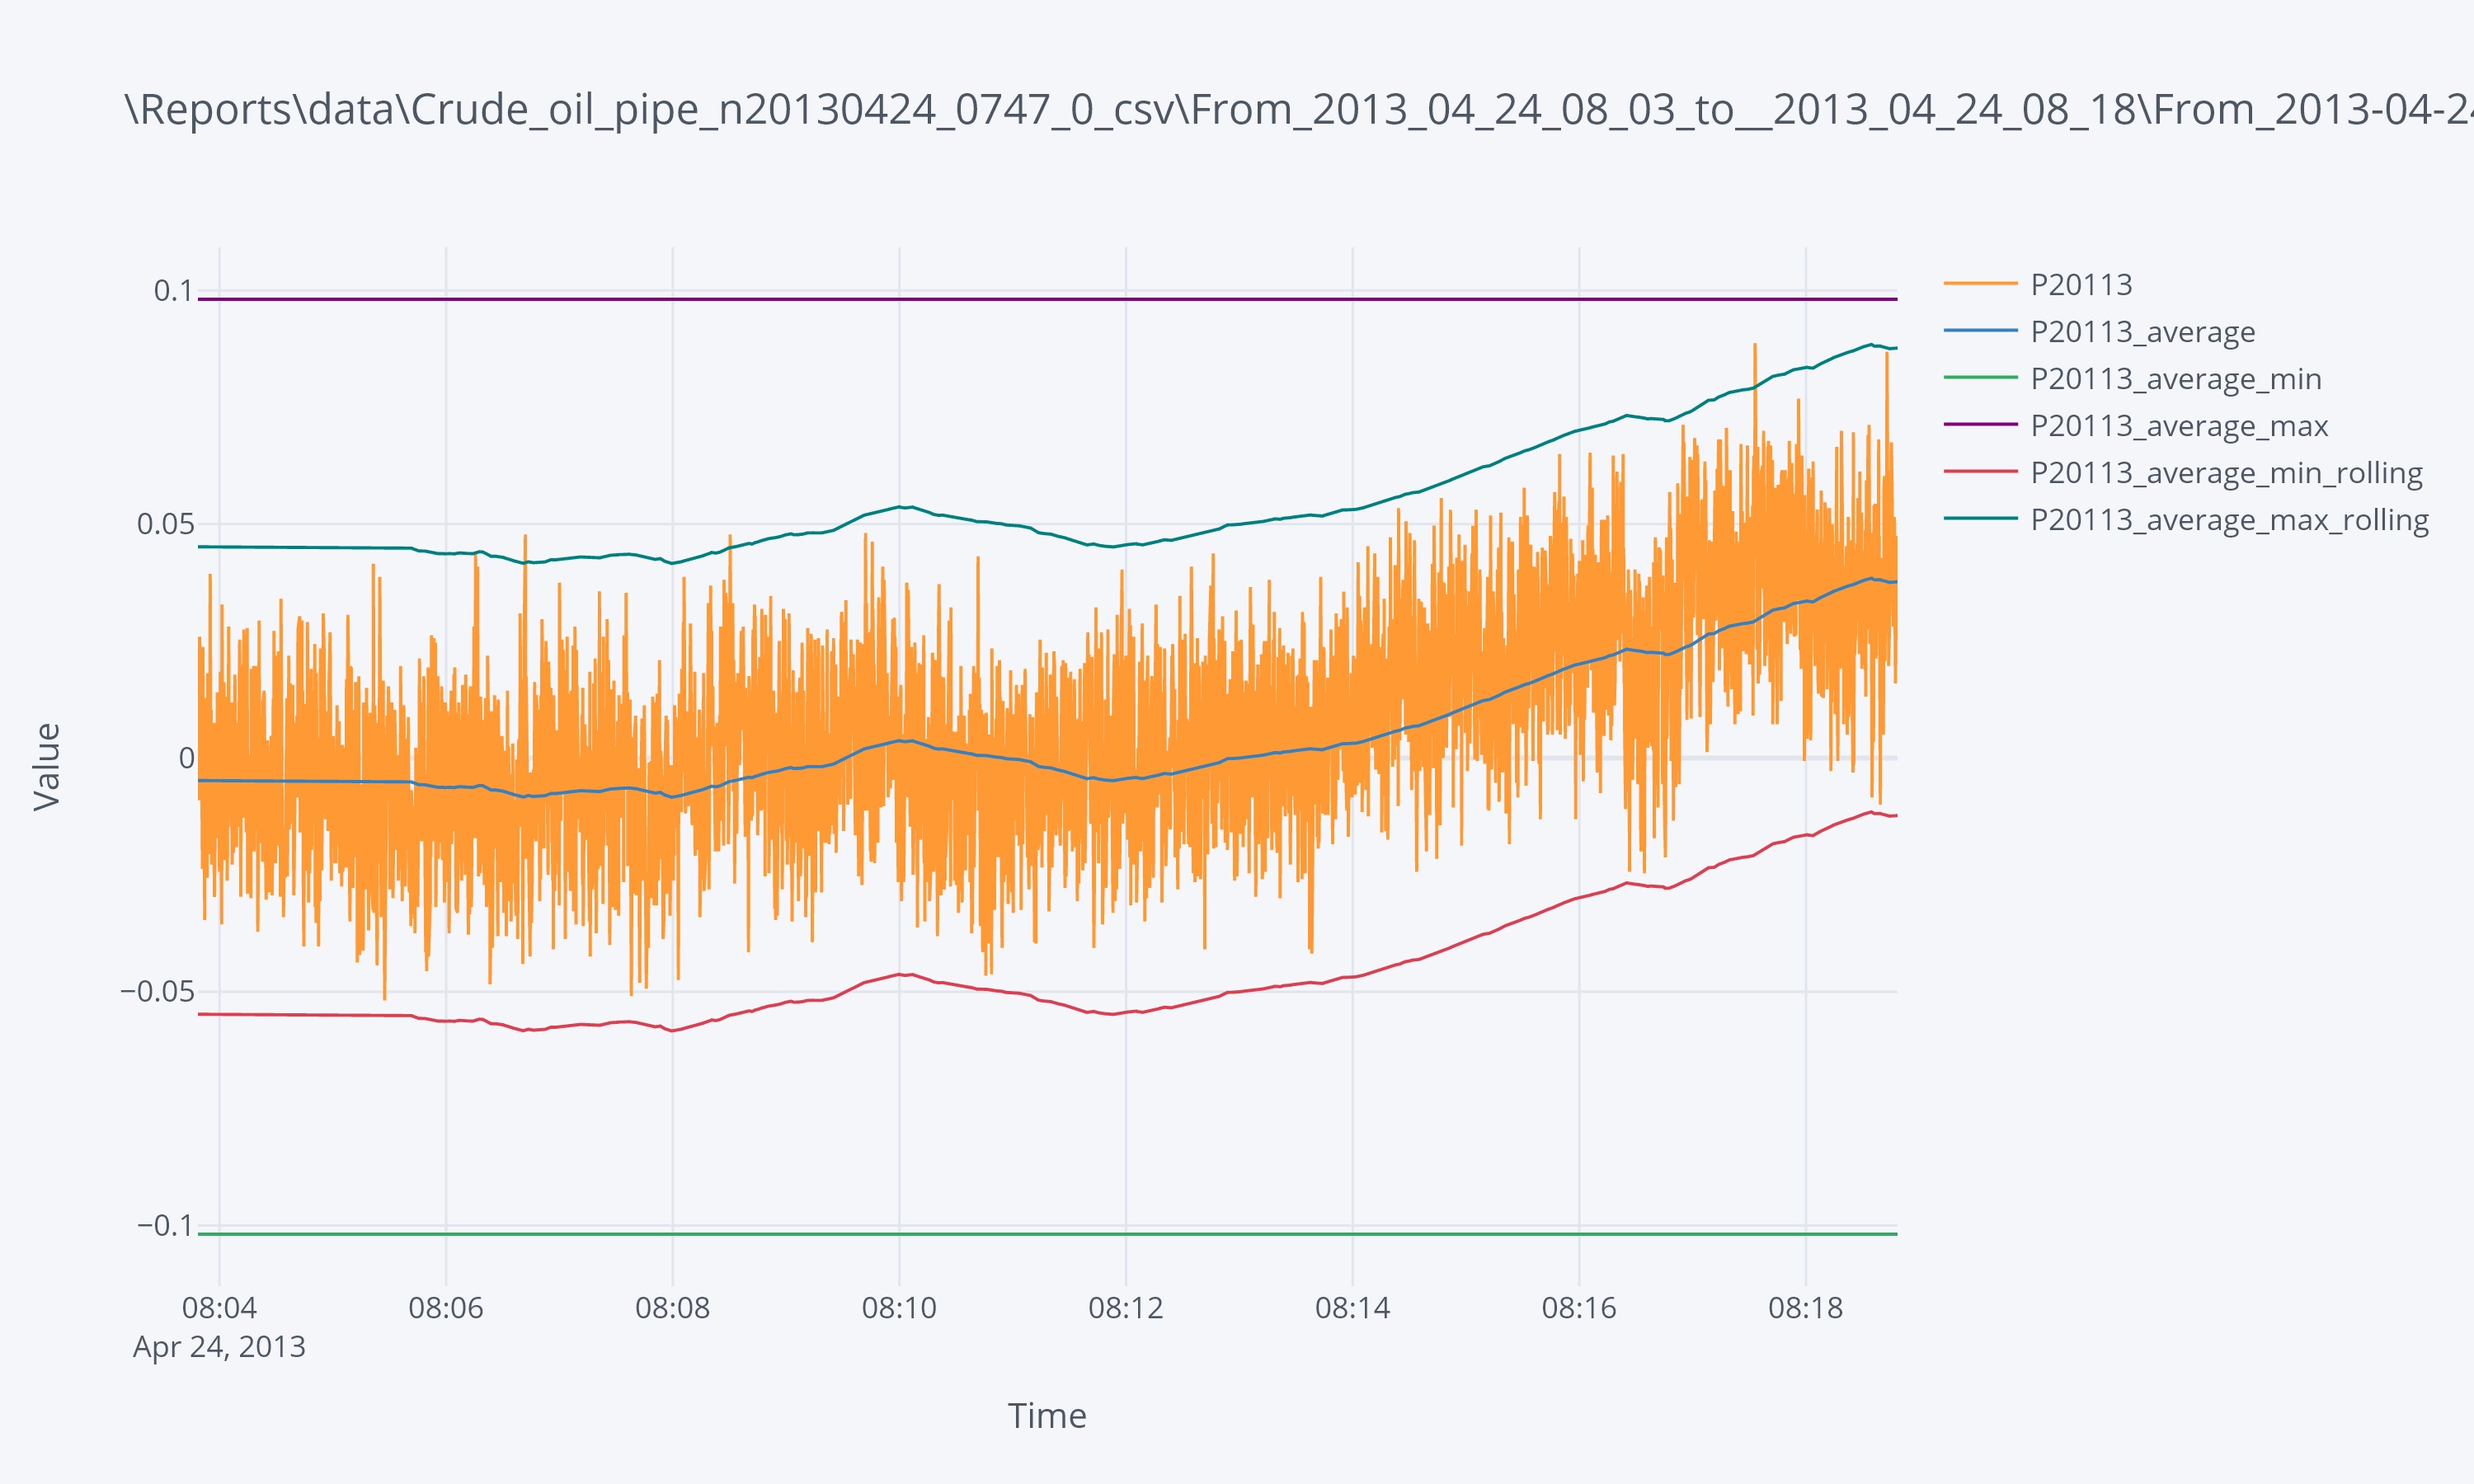 \Reports\data\Crude_oil_pipe_n20130424_0747_0_csv\From_2013_04_24_08_03_to__2013_04_24_08_18\From_2013-04-24
0.1
0.05
0
−0.05
−0.1
Value
08:04
08:06
08:08
08:10
08:12
08:14
08:16
08:18
Apr 24, 2013
Time
P20113
P20113_average
P20113_average_min
P20113_average_max
P20113_average_min_rolling
P20113_average_max_rolling